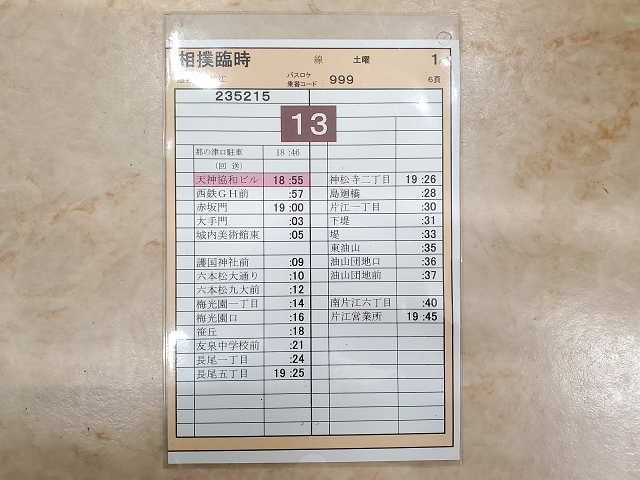 相撲臨時 線 土曜 1
片江 バスロケ 乗番コード : 999 6頁
235215
13
那の津口駐車 18 :46
(回 送)
天神協和ビル 18 :55
西鉄GH前 :57
赤坂門 19 :00
大手門 :03
城内美術館東 :05
護国神社前 :09
六本松大通り :10
六本松九大前 :12
梅光園一丁目 :14
梅光園口 :16
笹丘 :18
友泉中学校前 :21
長尾一丁目 :24
長尾五丁目 19 :25
神松寺二丁目 19 :26
島廻橋 :28
片江一丁目 :30
下堤 :31
堤 :33
東油山 :35
油山団地口 :36
油山団地前 :37
南片江六丁目 :40
片江営業所 19 :45